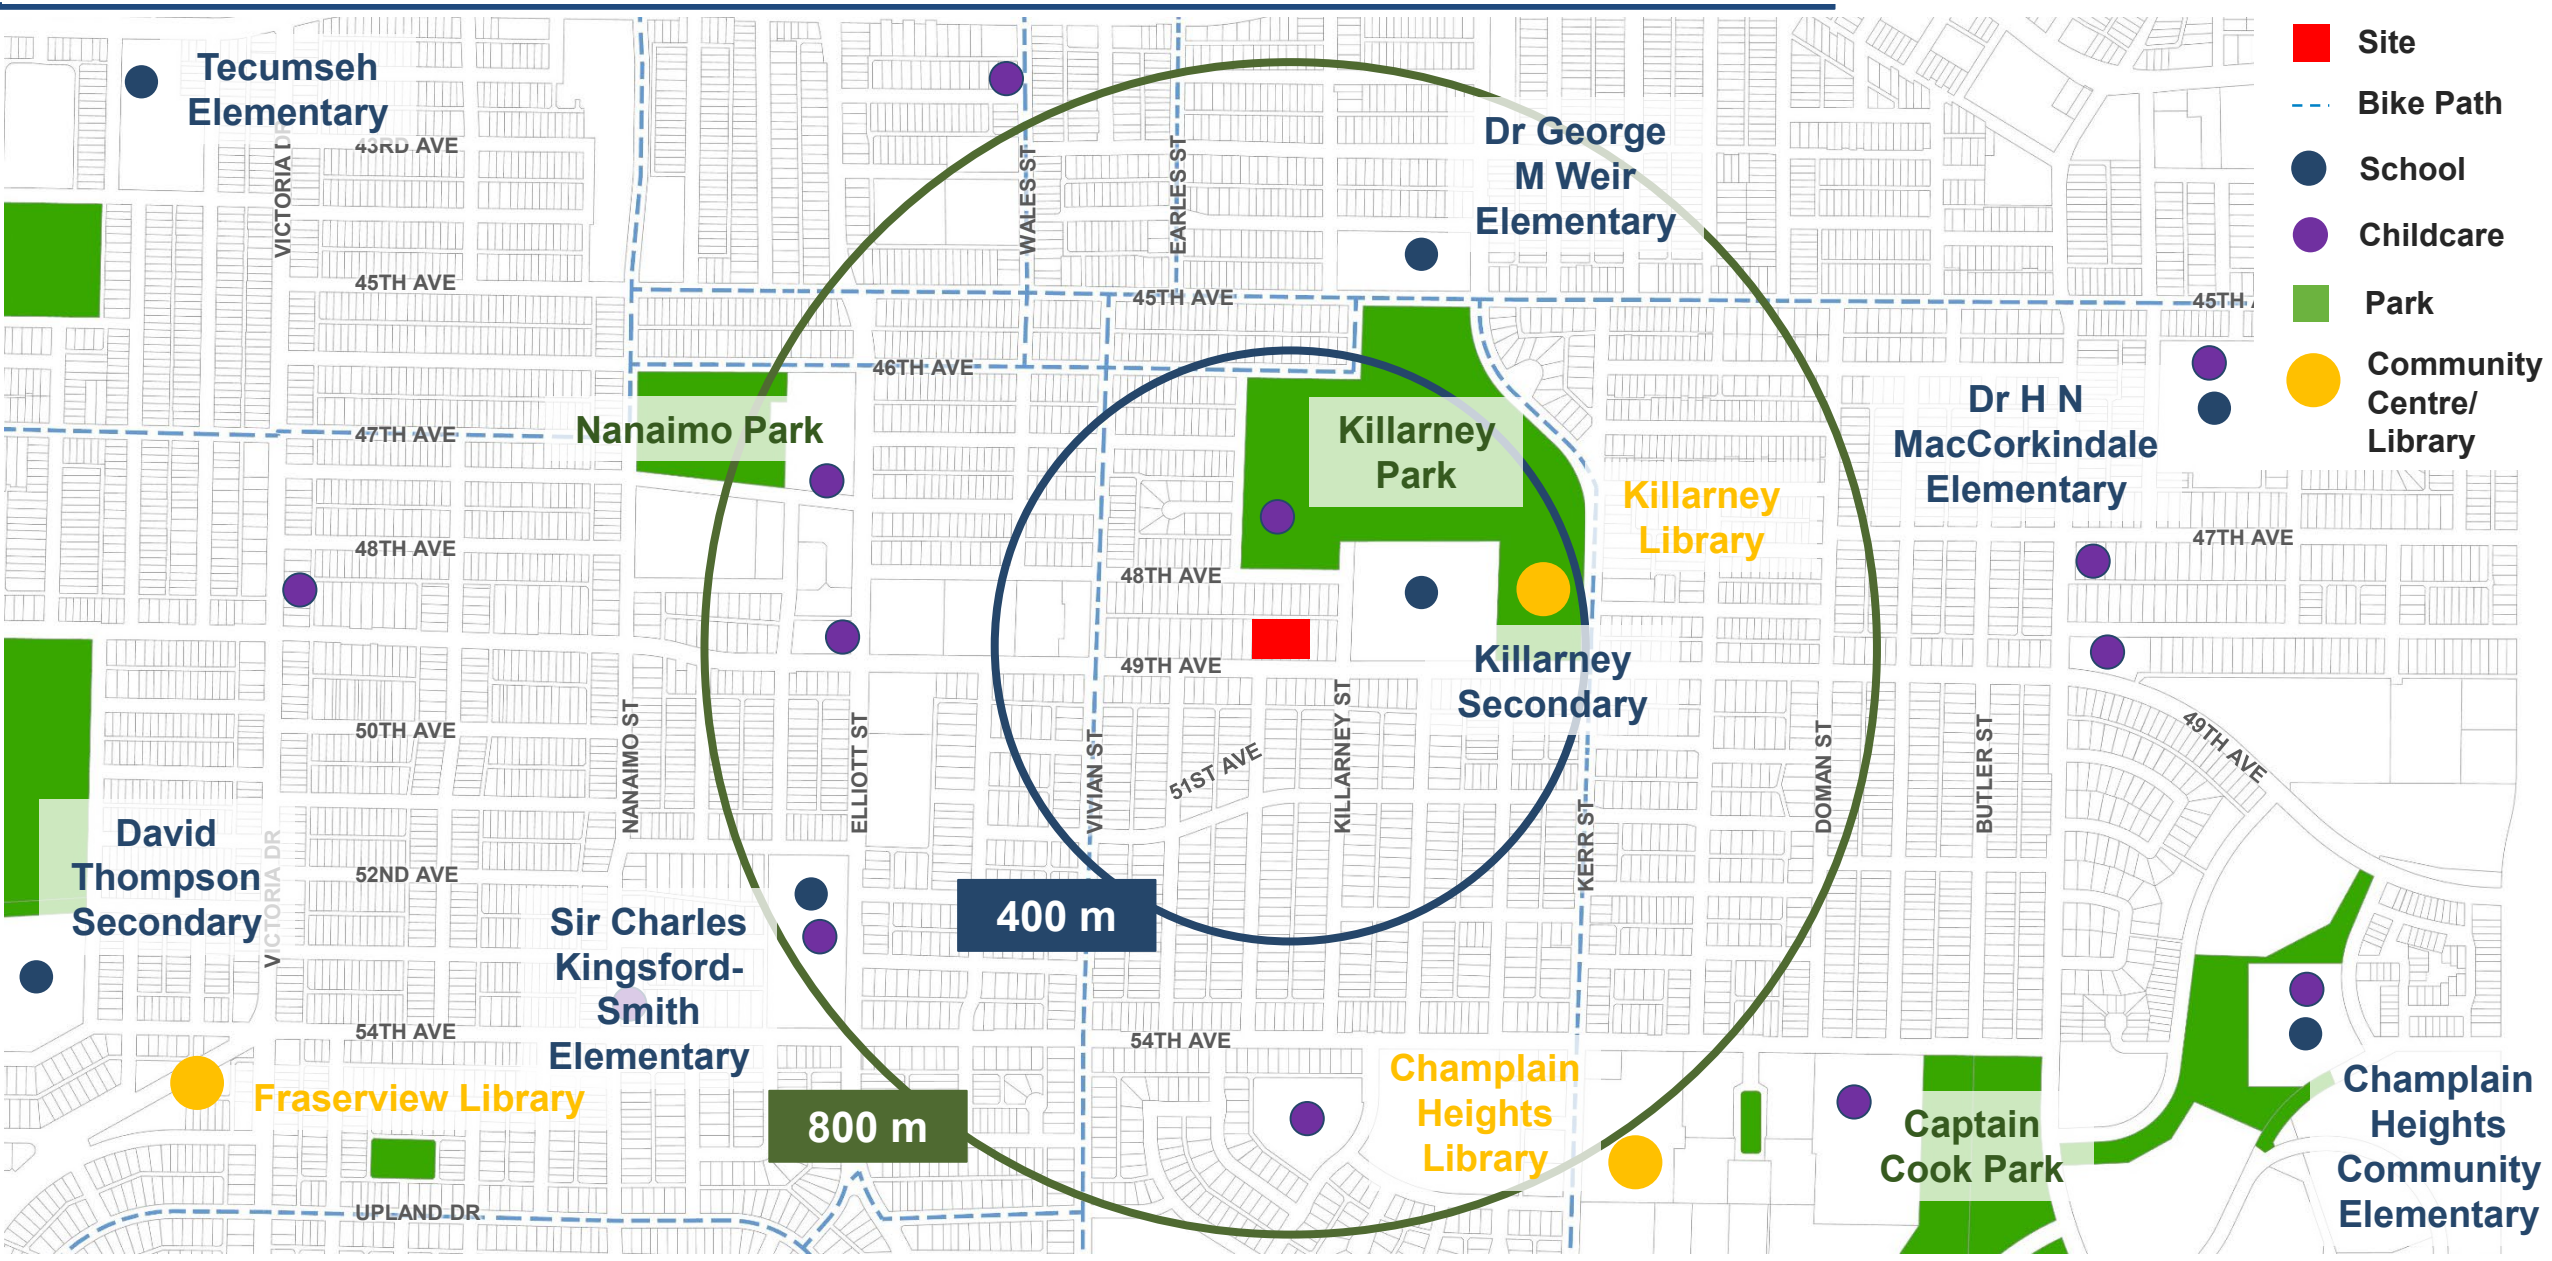 Tecumseh
Elementary
VICTORIA DR
43RD AVE
45TH AVE
47TH AVE
48TH AVE
50TH AVE
52ND AVE
54TH AVE
UPLAND DR
Nanaimo Park
NANAIMO ST
ELLIOTT ST
David
Thompson
Secondary
VICTORIA DR
Sir Charles
Kingsford-
Smith
Elementary
Fraserview Library
WALES ST
EARLES ST
45TH AVE
46TH AVE
Dr George
M Weir
Elementary
Killarney
Park
Killarney
Library
48TH AVE
49TH AVE
Killarney
Secondary
VIVIAN ST
51ST AVE
KILLARNEY ST
KERR ST
DOMAN ST
BUTLER ST
400 m
800 m
54TH AVE
Champlain
Heights
Library
Dr H N
MacCorkindale
Elementary
45TH
47TH AVE
49TH AVE
Captain
Cook Park
Champlain
Heights
Community
Elementary
Site
Bike Path
School
Childcare
Park
Community
Centre/
Library